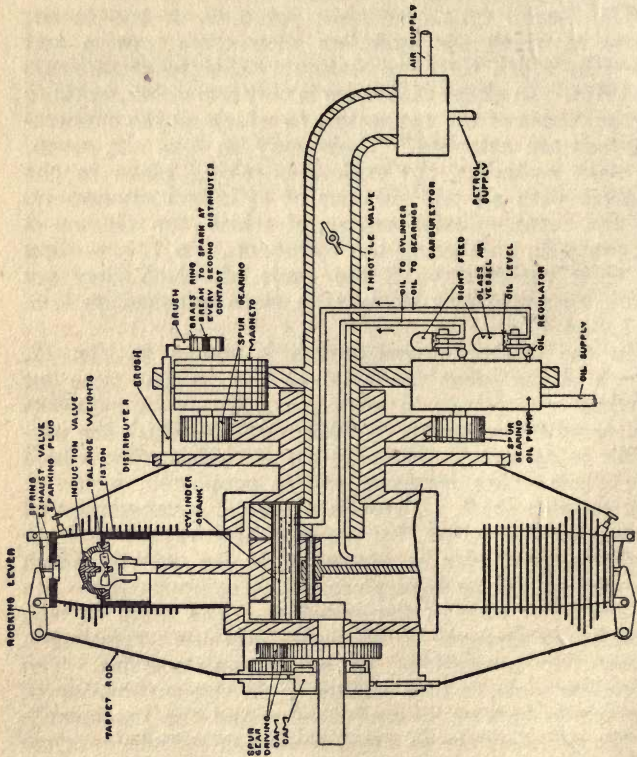 ROCKING LEVER
SPRING
EXHAUST VALVE
SPARKING PLUG
INDUCTION VALVE
BALANCE WEIGHTS
PISTON
DISTRIBUTER
BRUSH
BRUSH
BRASS RING
BREAK TO SPARK AT
EVERY SECOND DISTRIBUTES
CONTACT
SPUR GEARING
MAGNETO
AIR SUPPLY
TAPPET ROD
CYLINDER
CRANK
THROTTLE VALVE
OIL TO CYLINDER
OIL TO BEARINGS
CARBURETTOR
PETROL
SUPPLY
SIGHT FEED
GLASS AIR
VESSEL
OIL LEVEL
OIL REGULATOR
SPUR
GEAR
DRIVING
CAM
CAM
SPUR
GEARING
OIL PUMP
OIL SUPPLY